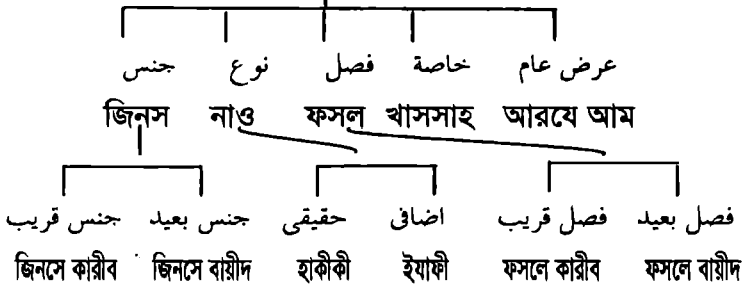 جنس نوع فصل خاصة عرض عام
জিনস নাও ফসল খাসসাহ আরযে আম
جنس قريب جنس بعيد حقيقى اضافى فصل قريب فصل بعيد
জিনসে কারীব জিনসে বায়ীদ হাকীকী ইযাফী ফসলে কারীব ফসলে বায়ীদ